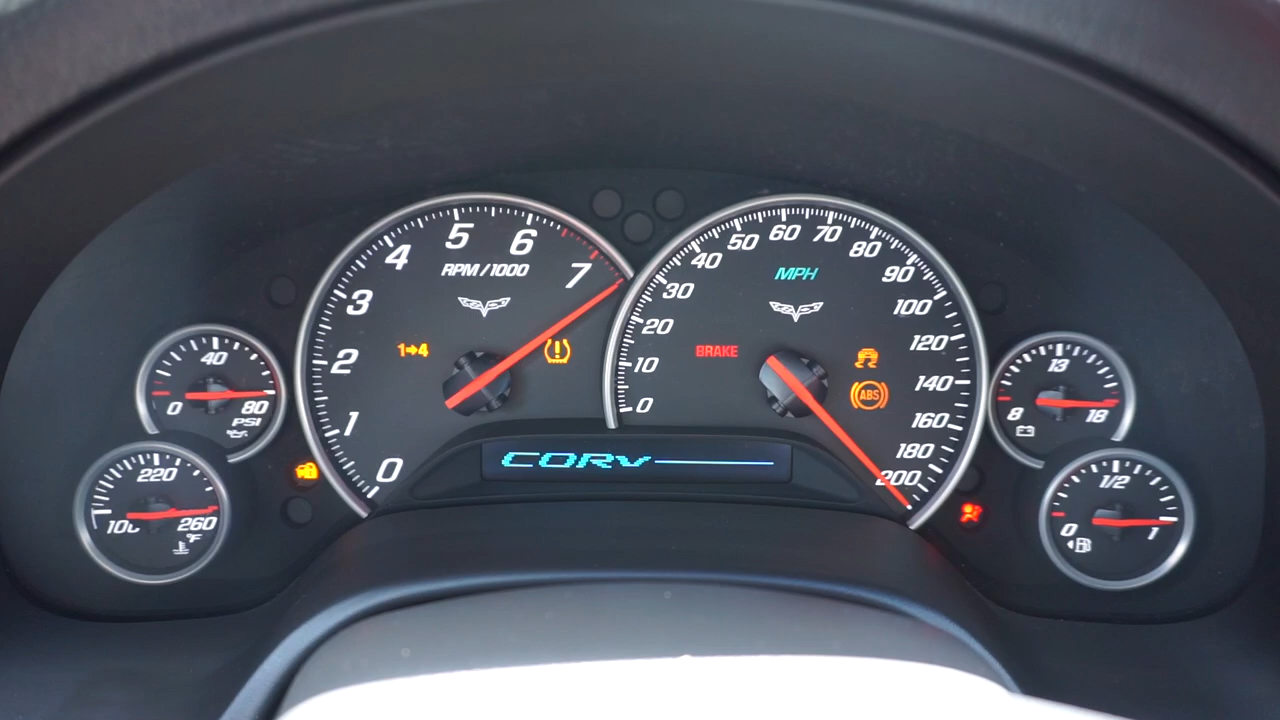 0 1 2 3 4 5 6 7
RPM/1000
1➔4
0 10 20 30 40 50 60 70 80 90 100 120 140 160 180 200
MPH
BRAKE
ABS
CORV
0 40 80
PSI
220 260
°F
8 13 18
0 1/2 1